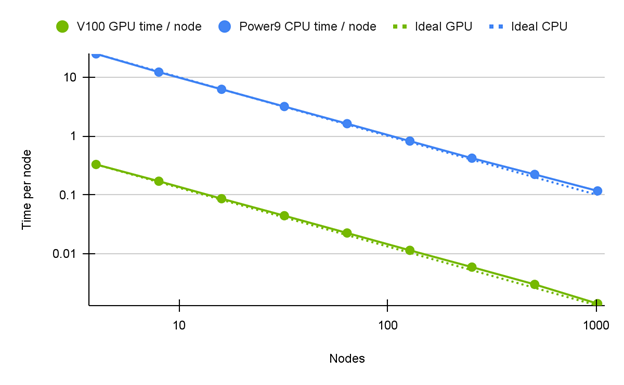 V100 GPU time / node Power9 CPU time / node Ideal GPU Ideal CPU
10
1
0.1
0.01
Time per node
10 100 1000
Nodes